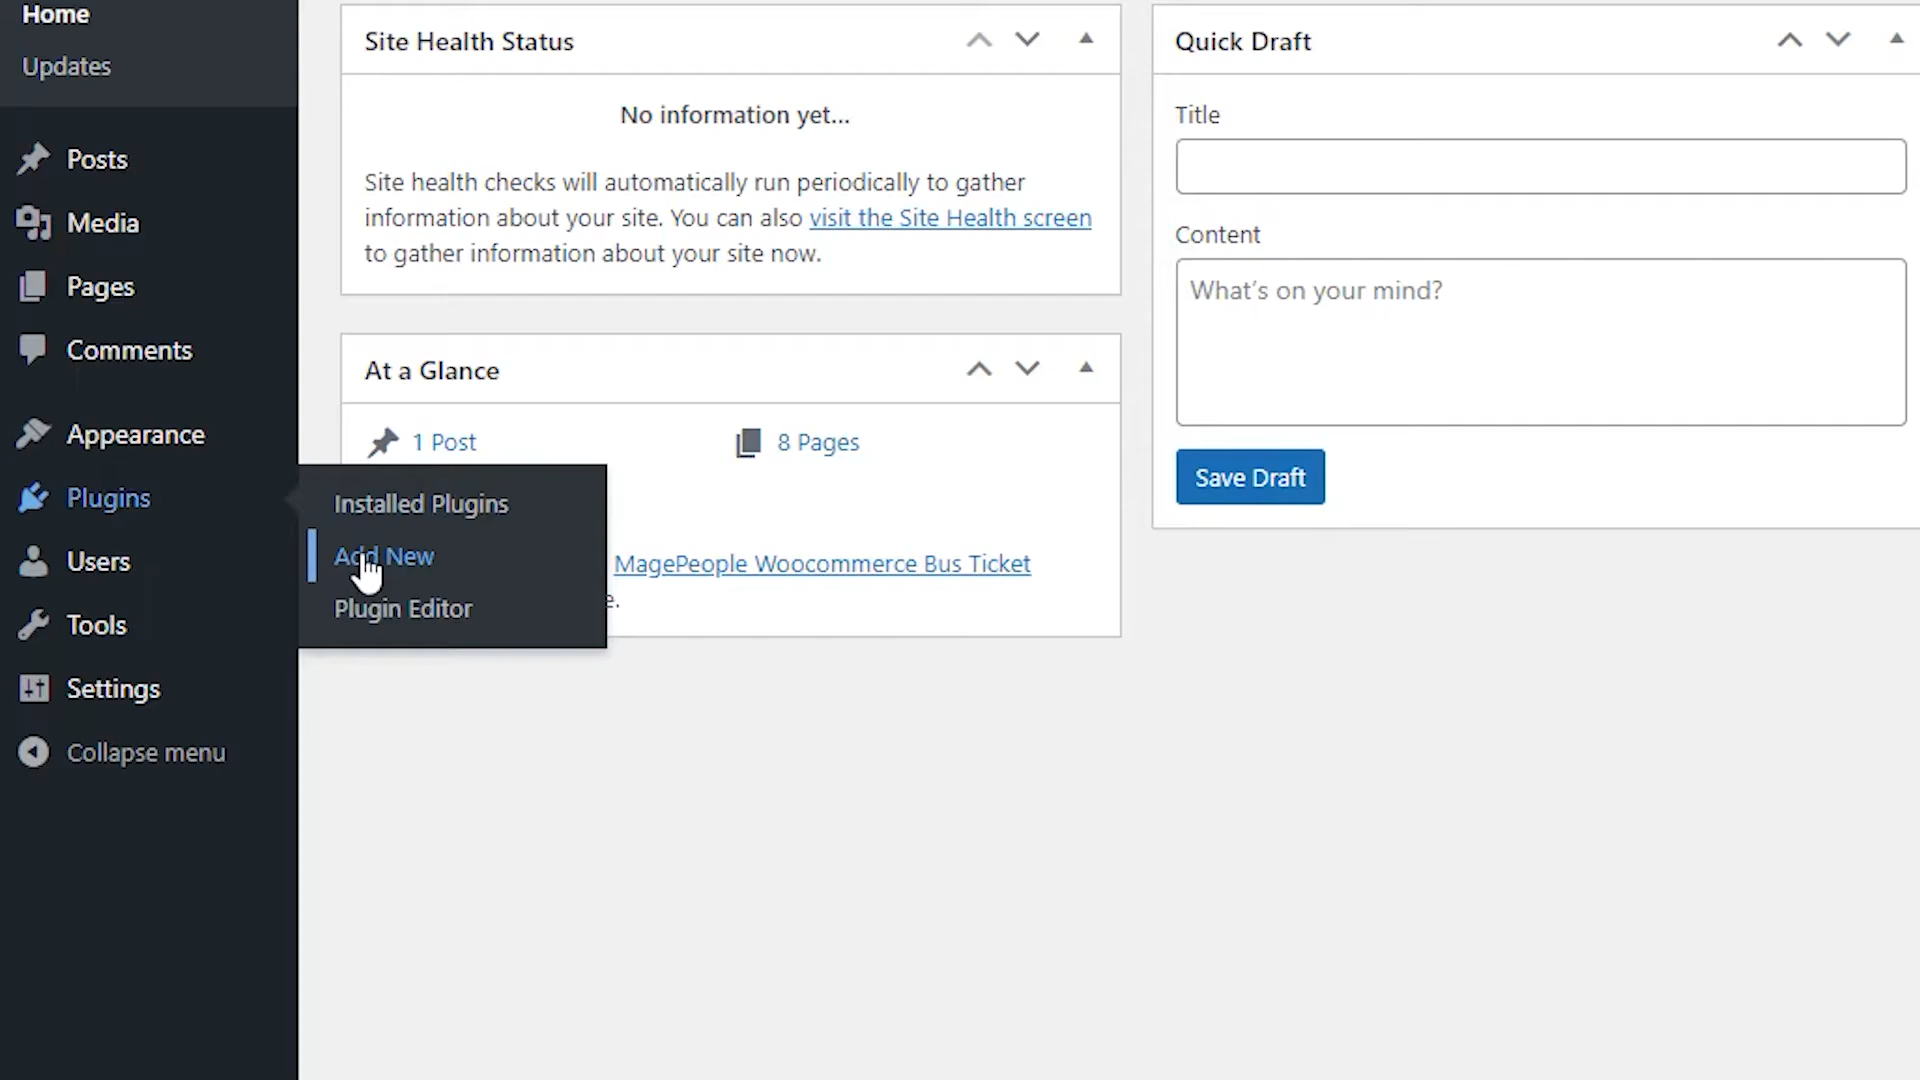 Home
Updates
Posts
Media
Pages
Comments
Appearance
Plugins
Users
Tools
Settings
Collapse menu
Installed Plugins
Add New
Plugin Editor
Site Health Status
No information yet...
Site health checks will automatically run periodically to gather
information about your site. You can also visit the Site Health screen
to gather information about your site now.
At a Glance
1 Post
8 Pages
MagePeople Woocommerce Bus Ticket
e.
Quick Draft
Title
Content
What's on your mind?
Save Draft